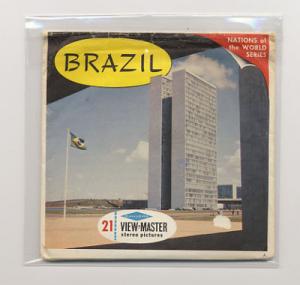 BRAZIL
NATIONS of
the WORLD
SERIES
21
VIEW-MASTER
stereo pictures